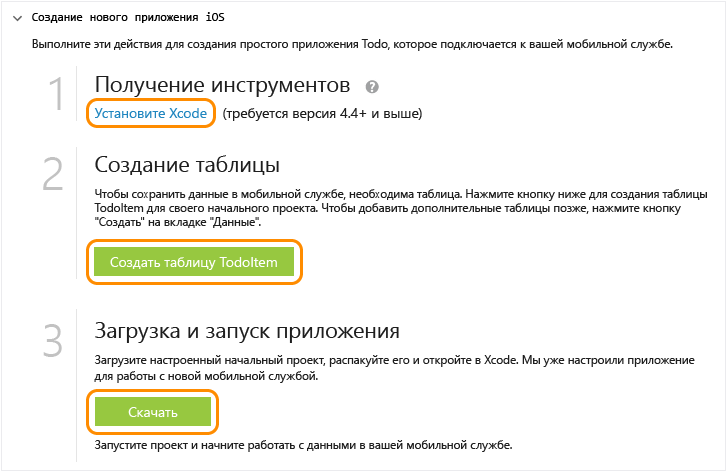 Создание нового приложения iOS
Выполните эти действия для создания простого приложения Todo, которое подключается к вашей мобильной службе.
1
Получение инструментов ?
Установите Xcode (требуется версия 4.4+ и выше)
2
Создание таблицы
Чтобы сохранить данные в мобильной службе, необходима таблица. Нажмите кнопку ниже для создания таблицы
TodoItem для своего начального проекта. Чтобы добавить дополнительные таблицы позже, нажмите кнопку
"Создать" на вкладке "Данные".
Создать таблицу TodoItem
3
Загрузка и запуск приложения
Загрузите настроенный начальный проект, распакуйте его и откройте в Xcode. Мы уже настроили приложение
для работы с новой мобильной службой.
Скачать
Запустите проект и начните работать с данными в вашей мобильной службе.